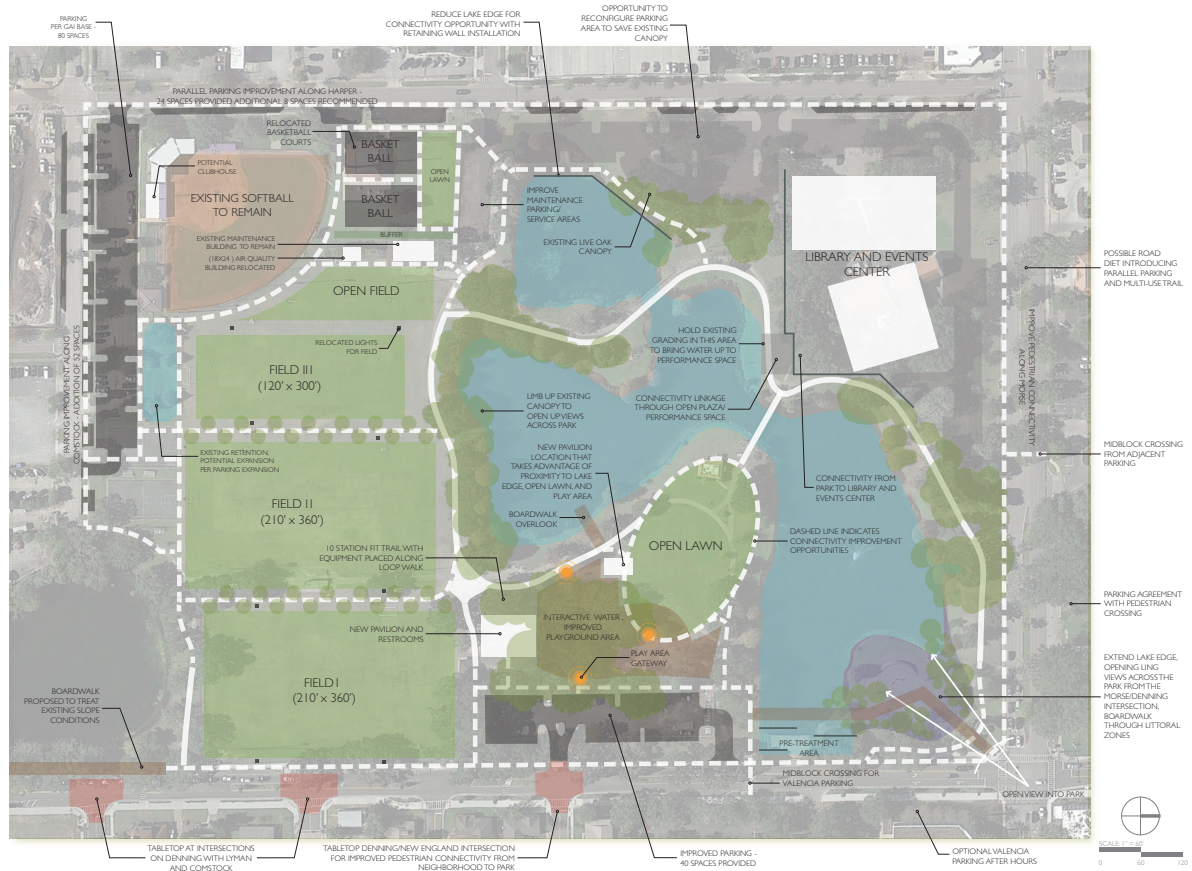 PARKING
PER GAI BASE -
80 SPACES
REDUCE LAKE EDGE FOR
CONNECTIVITY OPPORTUNITY WITH
RETAINING WALL INSTALLATION
OPPORTUNITY TO
RECONFIGURE PARKING
AREA TO SAVE EXISTING
CANOPY
PARALLEL PARKING IMPROVEMENT ALONG HARPER -
24 SPACES PROVIDED ADDITIONAL 8 SPACES RECOMMENDED
RELOCATED
BASKETBALL
COURTS
BASKET
BALL
POTENTIAL
CLUBHOUSE
OPEN
LAWN
EXISTING SOFTBALL
TO REMAIN
BASKET
BALL
IMPROVE
MAINTENANCE
PARKING/
SERVICE AREAS
BUFFER
EXISTING MAINTENANCE
BUILDING TO REMAIN
(18X24 ) AIR QUALITY
BUILDING RELOCATED
EXISTING LIVE OAK
CANOPY
LIBRARY AND EVENTS
CENTER
POSSIBLE ROAD
DIET INTRODUCING
PARALLEL PARKING
AND MULTI-USE TRAIL
OPEN FIELD
RELOCATED LIGHTS
FOR FIELD
HOLD EXISTING
GRADING IN THIS AREA
TO BRING WATER UP TO
PERFORMANCE SPACE
IMPROVE PEDESTRIAN CONNECTIVITY
ALONG MORSE
PARKING IMPROVEMENT ALONG
COMSTOCK - ADDITION OF 52 SPACES
FIELD III
(120' x 300')
LIMB UP EXISTING
CANOPY TO
OPEN UP VIEWS
ACROSS PARK
CONNECTIVITY LINKAGE
THROUGH OPEN PLAZA/
PERFORMANCE SPACE
EXISTING RETENTION,
POTENTIAL EXPANSION
PER PARKING EXPANSION
NEW PAVILION
LOCATION THAT
TAKES ADVANTAGE OF
PROXIMITY TO LAKE
EDGE, OPEN LAWN, AND
PLAY AREA
MIDBLOCK CROSSING
FROM ADJACENT
PARKING
CONNECTIVITY FROM
PARK TO LIBRARY AND
EVENTS CENTER
FIELD II
(210' x 360')
BOARDWALK
OVERLOOK
DASHED LINE INDICATES
CONNECTIVITY IMPROVEMENT
OPPORTUNITIES
OPEN LAWN
10 STATION FIT TRAIL WITH
EQUIPMENT PLACED ALONG
LOOP WALK
PARKING AGREEMENT
WITH PEDESTRIAN
CROSSING
INTERACTIVE WATER
IMPROVED
PLAYGROUND AREA
NEW PAVILION AND
RESTROOMS
PLAY AREA
GATEWAY
EXTEND LAKE EDGE,
OPENING LING
VIEWS ACROSS THE
PARK FROM THE
MORSE/DENNING
INTERSECTION,
BOARDWALK
THROUGH LITTORAL
ZONES
FIELD I
(210' x 360')
BOARDWALK
PROPOSED TO TREAT
EXISTING SLOPE
CONDITIONS
PRE-TREATMENT
AREA
MIDBLOCK CROSSING FOR
VALENCIA PARKING
OPEN VIEW INTO PARK
TABLETOP AT INTERSECTIONS
ON DENNING WITH LYMAN
AND COMSTOCK
TABLETOP DENNING/NEW ENGLAND INTERSECTION
FOR IMPROVED PEDESTRIAN CONNECTIVITY FROM
NEIGHBORHOOD TO PARK
IMPROVED PARKING -
40 SPACES PROVIDED
OPTIONAL VALENCIA
PARKING AFTER HOURS
SCALE: 1" = 60'
0 60 120